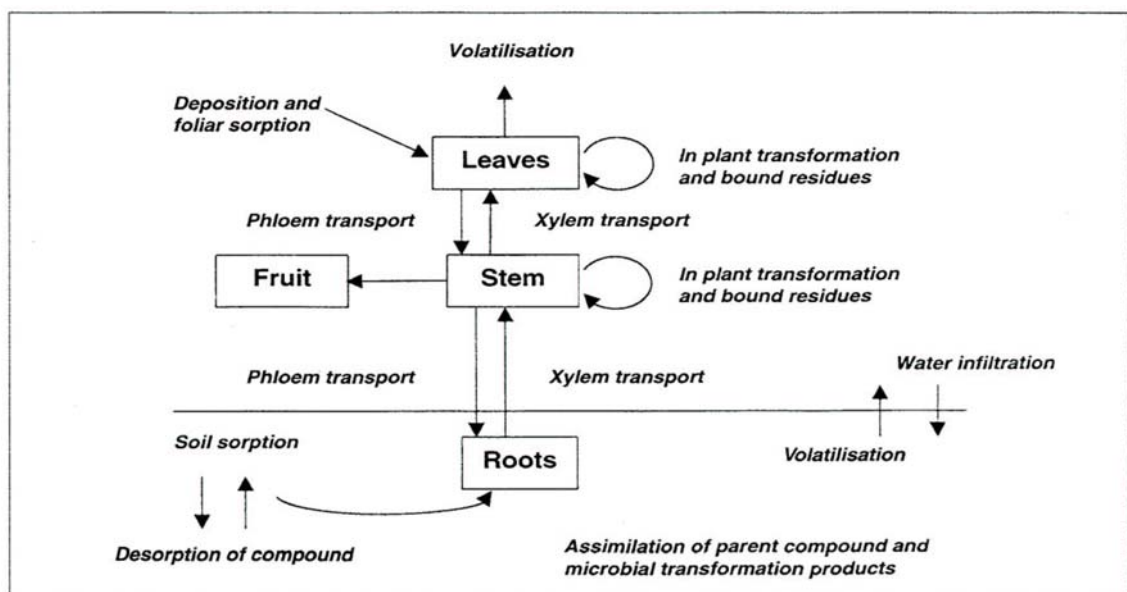 Volatilisation
Deposition and
foliar sorption
Leaves
In plant transformation
and bound residues
Phloem transport
Xylem transport
Fruit
Stem
In plant transformation
and bound residues
Phloem transport
Xylem transport
Water infiltration
Soil sorption
Roots
Volatilisation
Desorption of compound
Assimilation of parent compound and
microbial transformation products